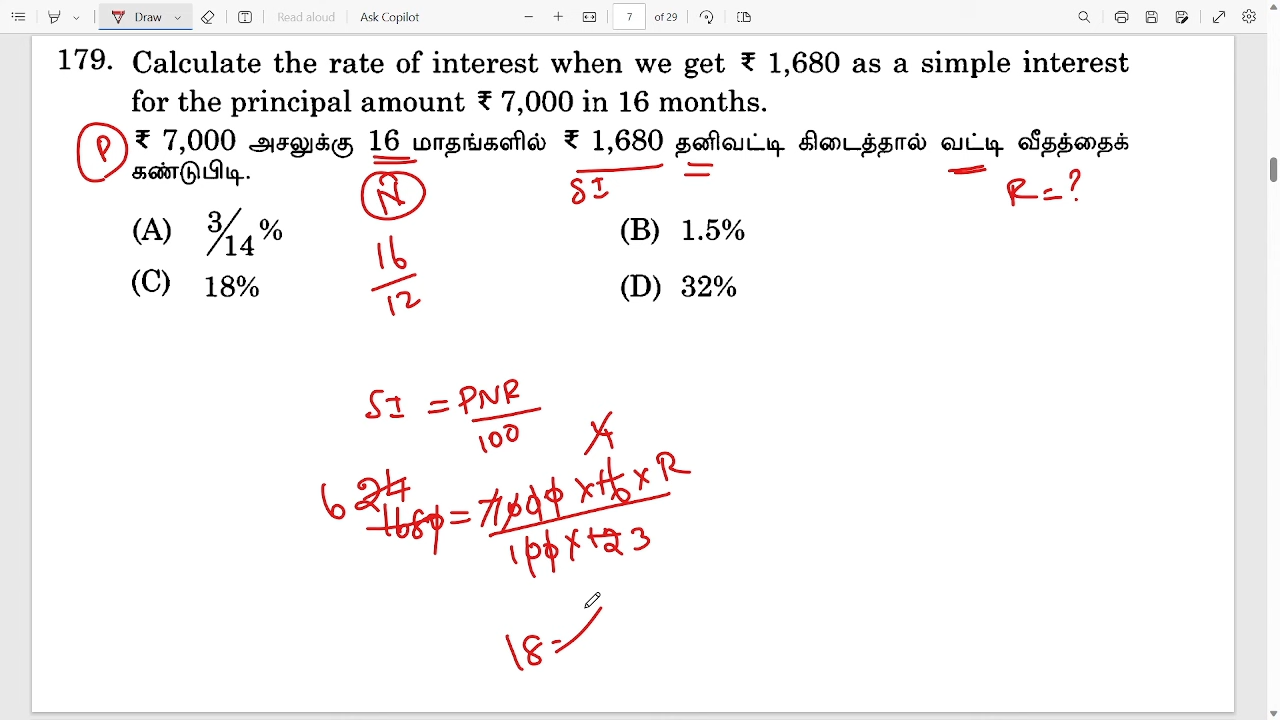 Draw
Read aloud
Ask Copilot
7
of 29
179. Calculate the rate of interest when we get ₹ 1,680 as a simple interest
for the principal amount ₹ 7,000 in 16 months.
P
₹ 7,000 அசலுக்கு 16 மாதங்களில் ₹ 1,680 தனிவட்டி கிடைத்தால் வட்டி வீதத்தைக்
கண்டுபிடி.
N
SI
R = ?
(A) 3/14 %
(B) 1.5%
(C) 18%
(D) 32%
16
12
SI = PNR
100
4
6 24
1680 = 7000 x 16 x R
100 x 12 3
18 =